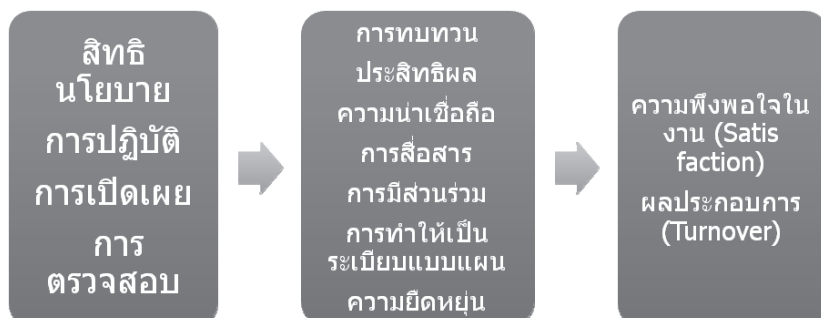 สิทธิ
นโยบาย
การปฏิบัติ
การเปิดเผย
การ
ตรวจสอบ
การทบทวน
ประสิทธิผล
ความน่าเชื่อถือ
การสื่อสาร
การมีส่วนร่วม
การทำให้เป็น
ระเบียบแบบแผน
ความยืดหยุ่น
ความพึงพอใจใน
งาน (Satis
faction)
ผลประกอบการ
(Turnover)